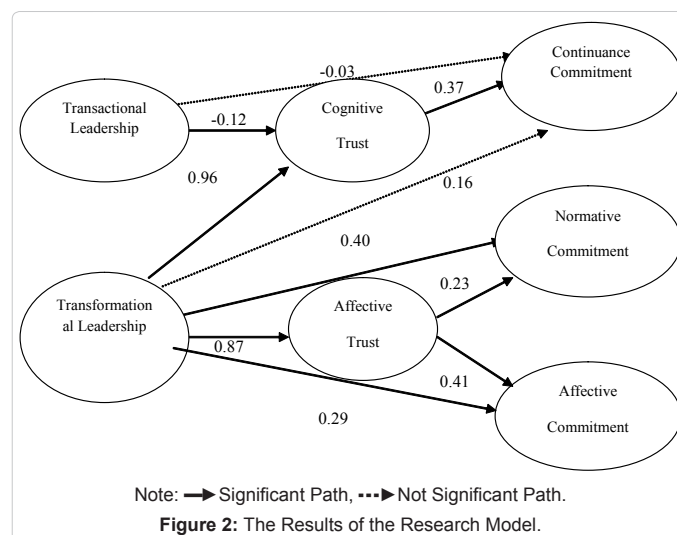 Continuance
Commitment
-0.03
0.37
Transactional
Leadership
Cognitive
Trust
-0.12
0.96
0.16
Normative
Commitment
0.40
0.23
Transformation
al Leadership
Affective
Trust
0.87
0.41
Affective
Commitment
0.29
Note: Significant Path, Not Significant Path.
Figure 2: The Results of the Research Model.